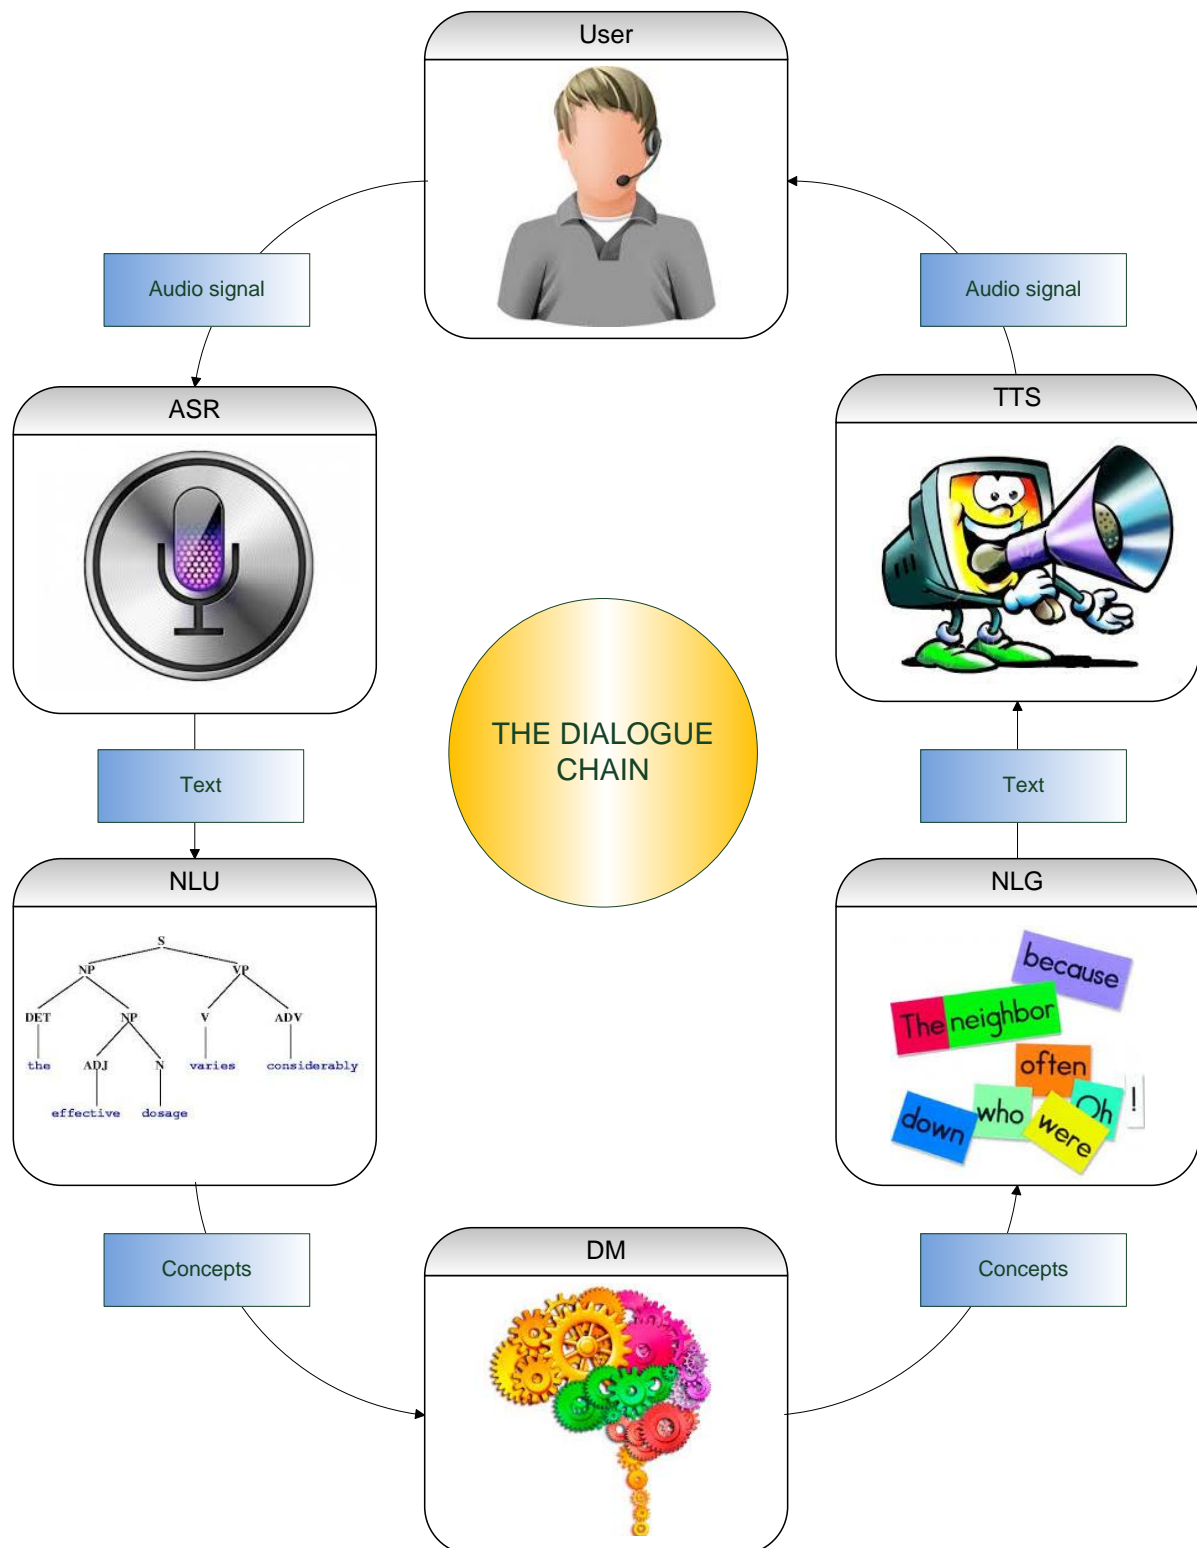 User
Audio signal
Audio signal
ASR
TTS
THE DIALOGUE
CHAIN
Text
Text
NLU
NLG
S
NP VP
DET NP V ADV
the ADJ N varies considerably
effective dosage
because
The neighbor
often
down who were Oh !
Concepts
Concepts
DM